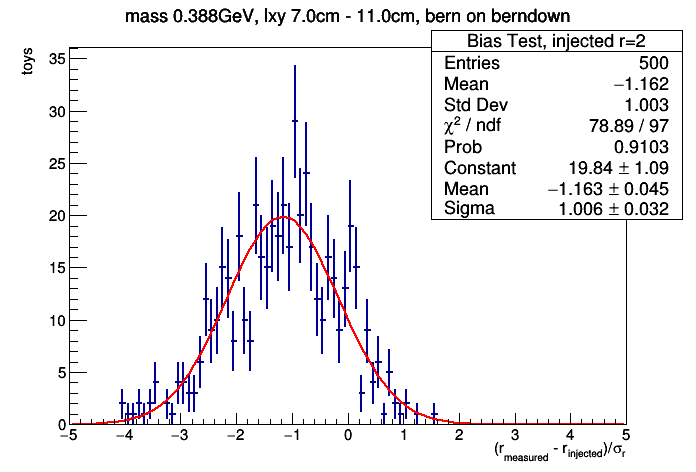 mass 0.388GeV, lxy 7.0cm - 11.0cm, bern on berndown
Bias Test, injected r=2
Entries 500
Mean −1.162
Std Dev 1.003
χ² / ndf 78.89 / 97
Prob 0.9103
Constant 19.84 ± 1.09
Mean −1.163 ± 0.045
Sigma 1.006 ± 0.032
toys
35
30
25
20
15
10
5
0
−5 −4 −3 −2 −1 0 1 2 3 4 5
(r_measured - r_injected)/σ_r